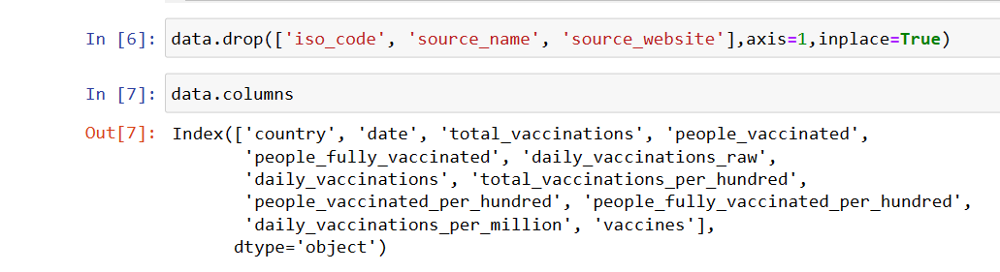 In [6]: data.drop(['iso_code', 'source_name', 'source_website'],axis=1,inplace=True)
In [7]: data.columns
Out[7]: Index(['country', 'date', 'total_vaccinations', 'people_vaccinated',
'people_fully_vaccinated', 'daily_vaccinations_raw',
'daily_vaccinations', 'total_vaccinations_per_hundred',
'people_vaccinated_per_hundred', 'people_fully_vaccinated_per_hundred',
'daily_vaccinations_per_million', 'vaccines'],
dtype='object')